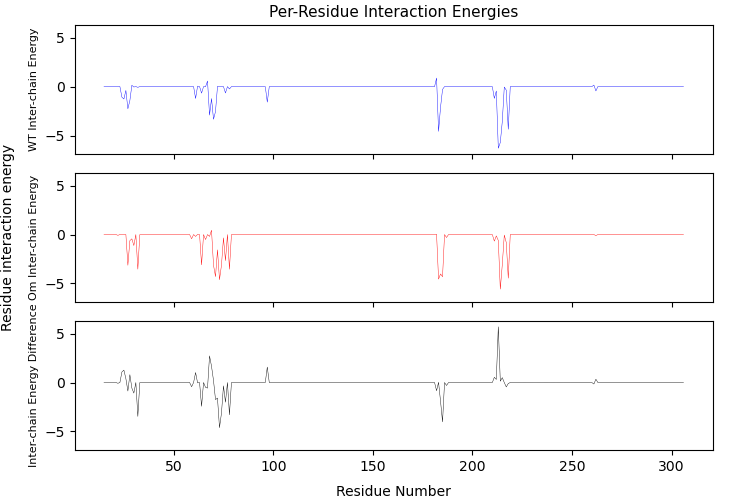 Per-Residue Interaction Energies
Residue interaction energy
WT Inter-chain Energy
5
0
−5
Om Inter-chain Energy
5
0
−5
Inter-chain Energy Difference
5
0
−5
50
100
150
200
250
300
Residue Number